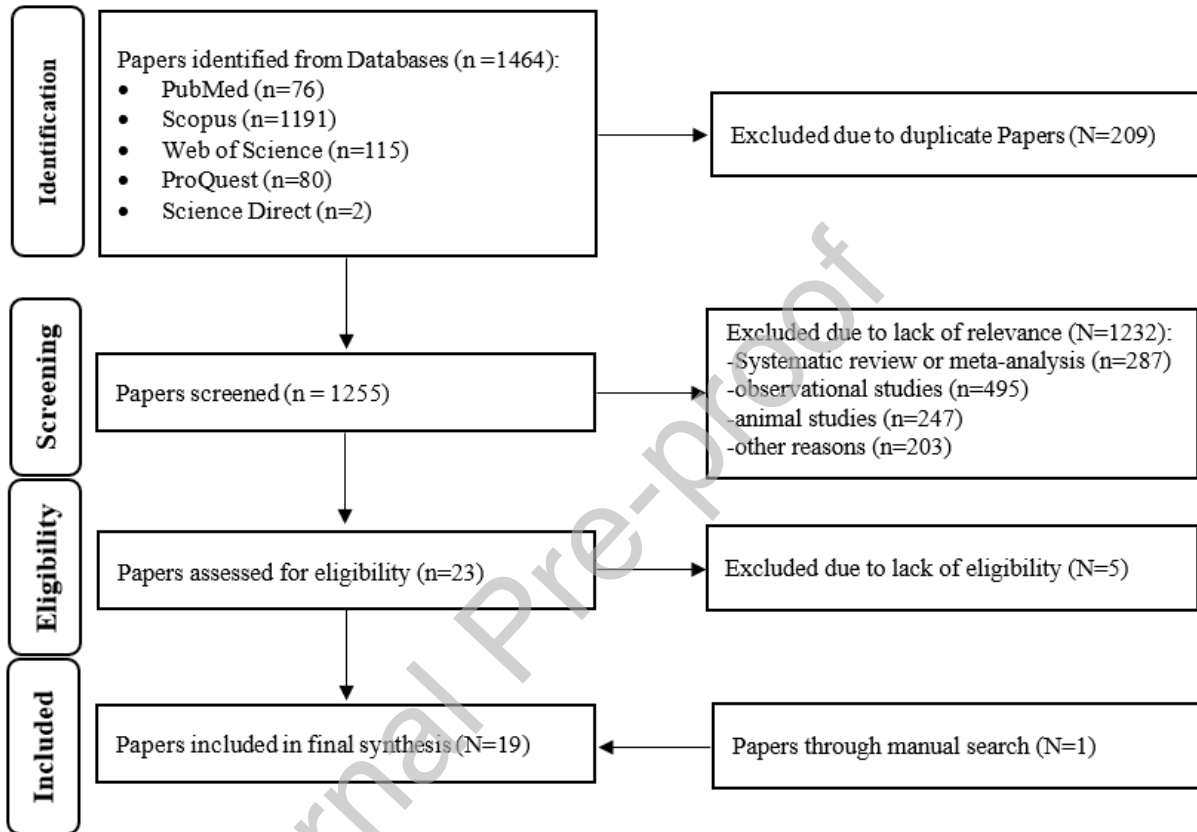 Identification
Papers identified from Databases (n =1464):
• PubMed (n=76)
• Scopus (n=1191)
• Web of Science (n=115)
• ProQuest (n=80)
• Science Direct (n=2)
Excluded due to duplicate Papers (N=209)
Screening
Papers screened (n = 1255)
Excluded due to lack of relevance (N=1232):
-Systematic review or meta-analysis (n=287)
-observational studies (n=495)
-animal studies (n=247)
-other reasons (n=203)
Eligibility
Papers assessed for eligibility (n=23)
Excluded due to lack of eligibility (N=5)
Included
Papers included in final synthesis (N=19)
Papers through manual search (N=1)
rnal Pre-proof